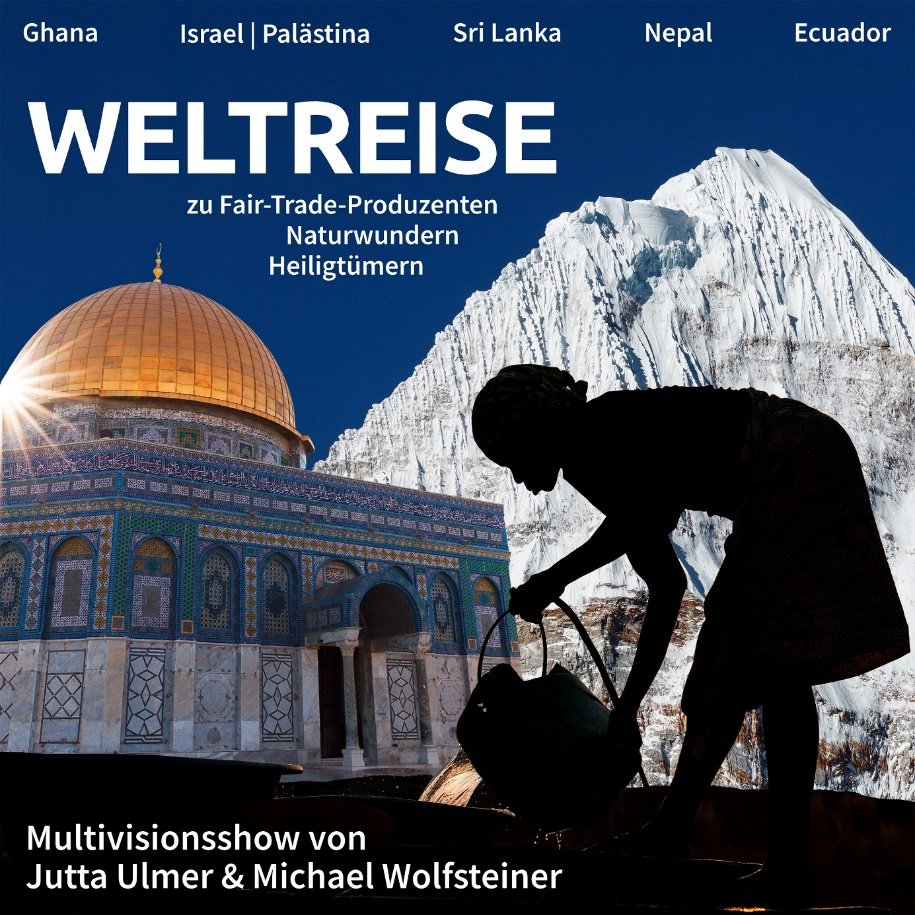 Ghana Israel | Palästina Sri Lanka Nepal Ecuador
WELTREISE
zu Fair-Trade-Produzenten
Naturwundern
Heiligtümern
Multivisionsshow von
Jutta Ulmer & Michael Wolfsteiner